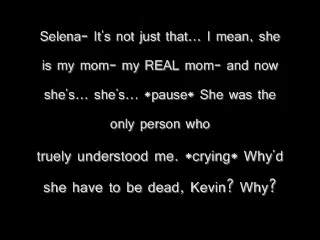 Selena- It's not just that... I mean, she
is my mom- my REAL mom- and now
she's... she's... *pause* She was the
only person who
truely understood me. *crying* Why'd
she have to be dead, Kevin? Why?